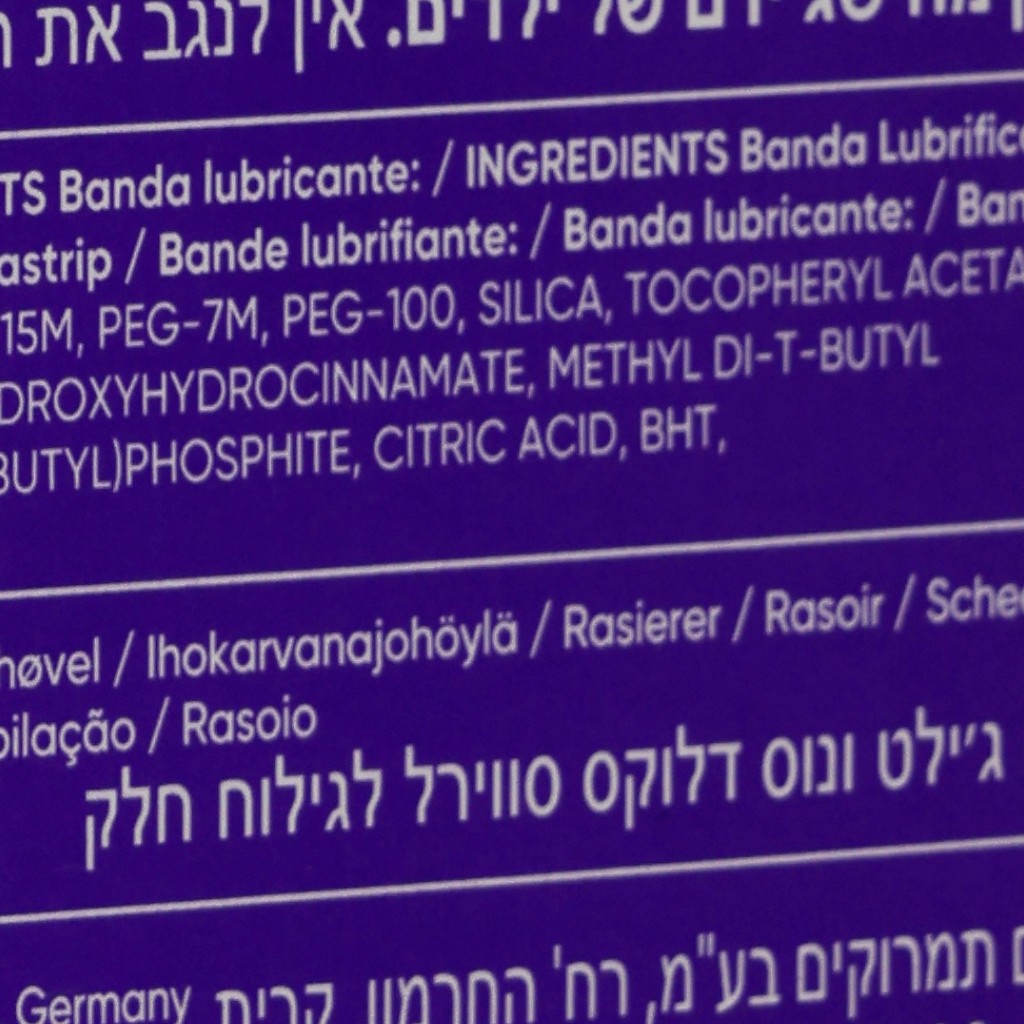 את לנגב אין ילדים. של
TS Banda lubricante: / INGREDIENTS Banda Lubrific
astrip / Bande lubrifiante: / Banda lubricante: / Ban
15M, PEG-7M, PEG-100, SILICA, TOCOPHERYL ACETA
DROXYHYDROCINNAMATE, METHYL DI-T-BUTYL
BUTYL)PHOSPHITE, CITRIC ACID, BHT,
høvel / Ihokarvanajohöylä / Rasierer / Rasoir / Sche
pilação / Rasoio
ג׳ילט ונוס דלוקס סווירל לגילוח חלק
תמרוקים בע"מ, רח' החרמון קרית Germany